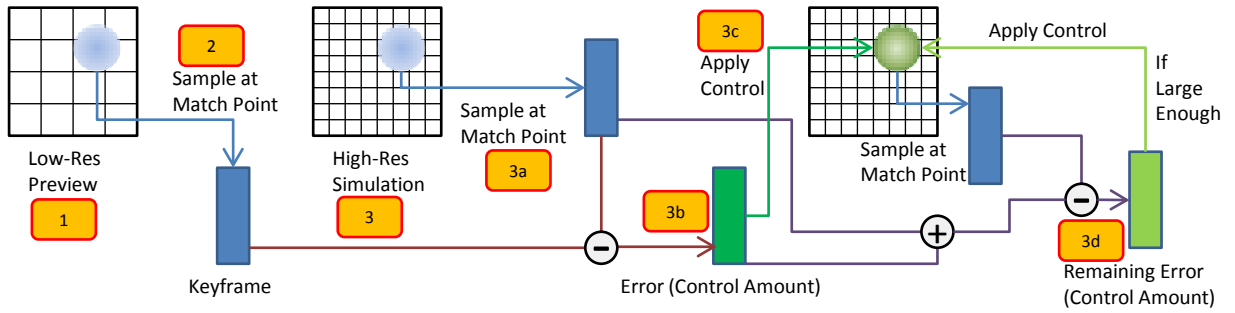 2
Sample at
Match Point
Low-Res
Preview
1
Keyframe
High-Res
Simulation
3
Sample at
Match Point
3a
−
3b
Error (Control Amount)
3c
Apply
Control
Sample at
Match Point
+
Apply Control
If
Large
Enough
−
3d
Remaining Error
(Control Amount)